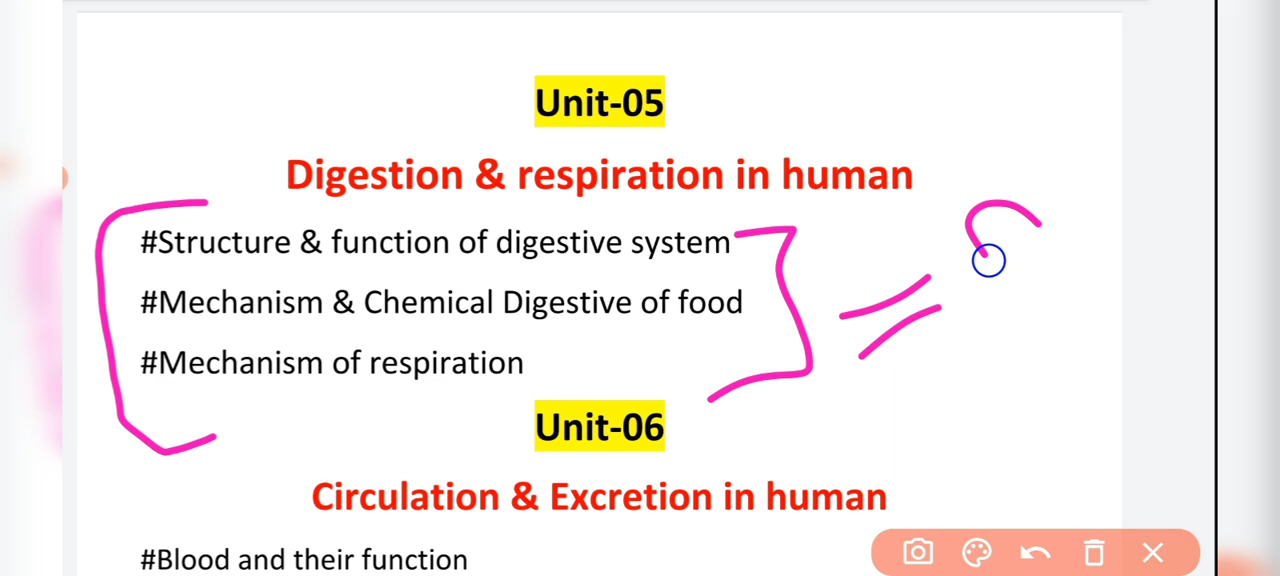 Unit-05
Digestion & respiration in human
#Structure & function of digestive system
#Mechanism & Chemical Digestive of food
#Mechanism of respiration
Unit-06
Circulation & Excretion in human
#Blood and their function